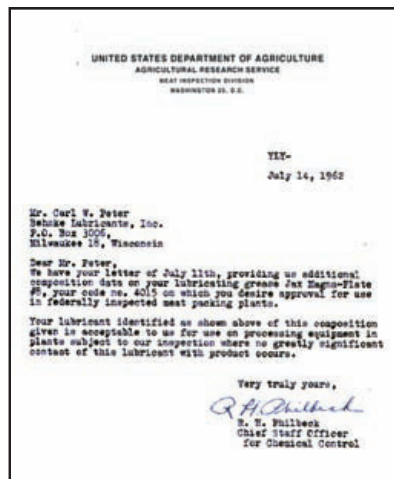 UNITED STATES DEPARTMENT OF AGRICULTURE
AGRICULTURAL RESEARCH SERVICE
MEAT INSPECTION DIVISION
WASHINGTON 25, D.C.
YLY-
July 14, 1962
Mr. Carl W. Peter
Behnke Lubricants, Inc.
P.O. Box 3006,
Milwaukee 18, Wisconsin
Dear Mr. Peter,
We have your letter of July 11th, providing us additional
composition data on your lubricating grease Jax Magna-Plate
#8, your code no. 4015 on which you desire approval for use
in federally inspected meat packing plants.
Your lubricant identified as shown above of this composition
given is acceptable to us for use on processing equipment in
plants subject to our inspection where no greatly significant
contact of this lubricant with product occurs.
Very truly yours,
R H Philbeck
R. H. Philbeck
Chief Staff Officer
for Chemical Control